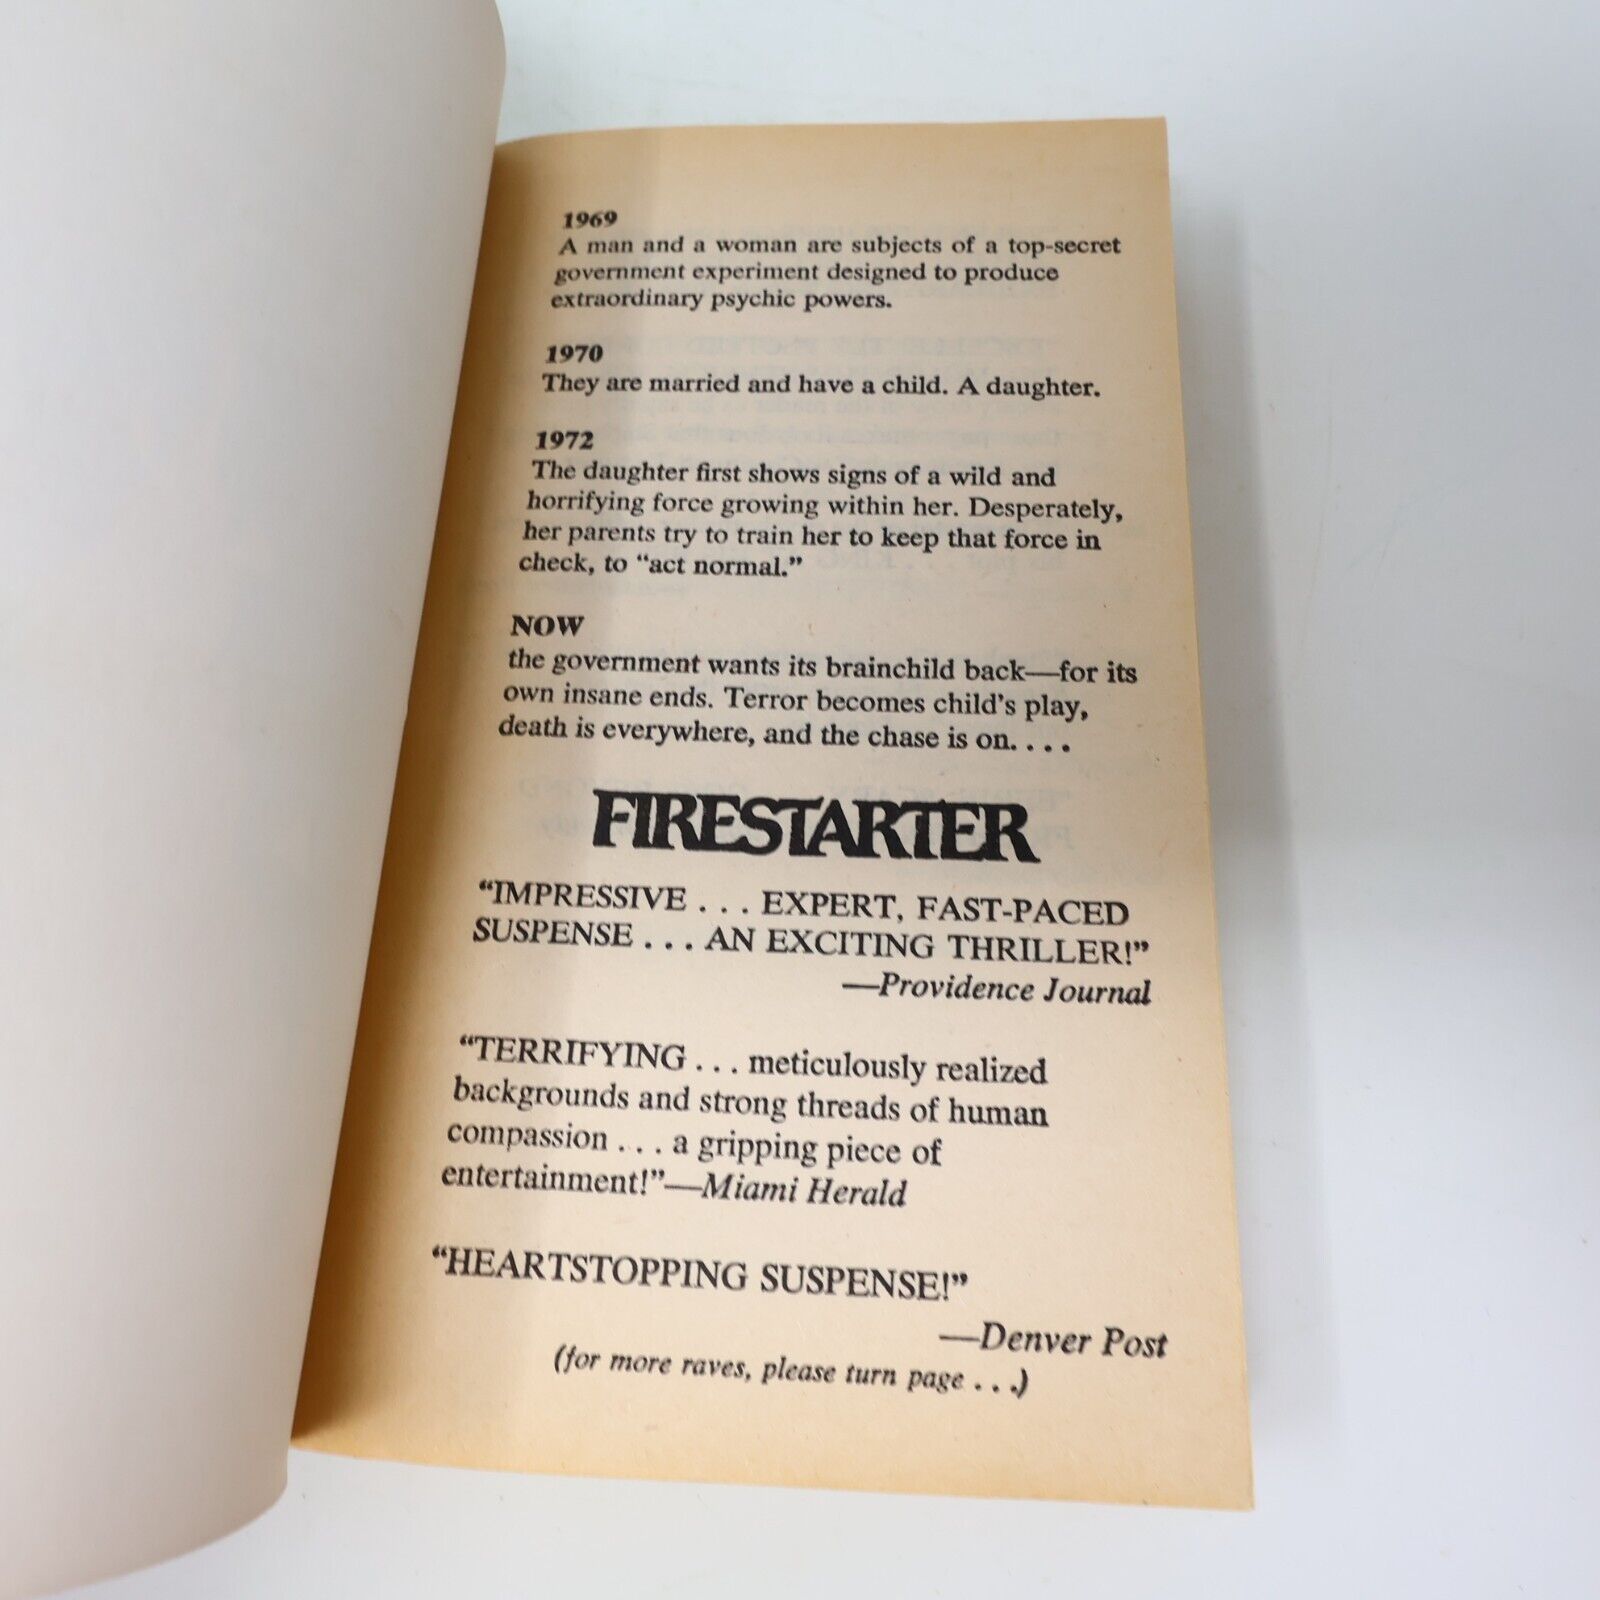 1969
A man and a woman are subjects of a top-secret
government experiment designed to produce
extraordinary psychic powers.
1970
They are married and have a child. A daughter.
1972
The daughter first shows signs of a wild and
horrifying force growing within her. Desperately,
her parents try to train her to keep that force in
check, to “act normal.”
NOW
the government wants its brainchild back—for its
own insane ends. Terror becomes child’s play,
death is everywhere, and the chase is on. . . .
FIRESTARTER
“IMPRESSIVE . . . EXPERT, FAST-PACED
SUSPENSE . . . AN EXCITING THRILLER!”
—Providence Journal
“TERRIFYING . . . meticulously realized
backgrounds and strong threads of human
compassion . . . a gripping piece of
entertainment!”—Miami Herald
“HEARTSTOPPING SUSPENSE!”
—Denver Post
(for more raves, please turn page . . .)